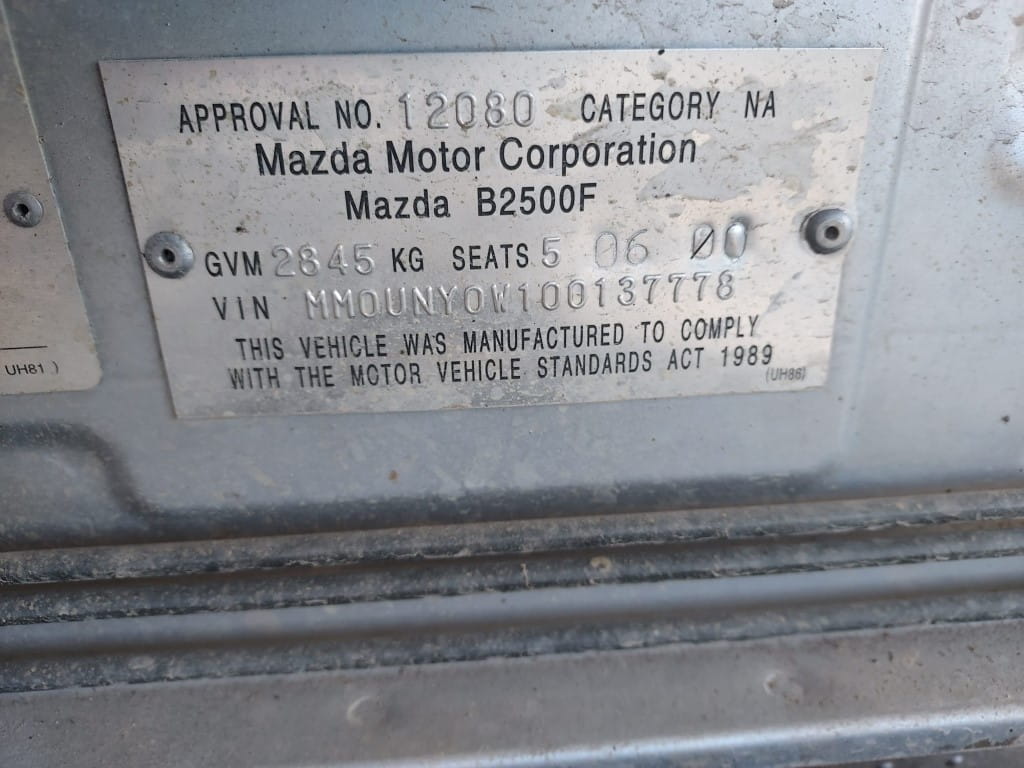 APPROVAL NO. 12080 CATEGORY NA
Mazda Motor Corporation
Mazda B2500F
GVM 2845 KG SEATS 5 06 00
VIN MM0UNY0W100137778
THIS VEHICLE WAS MANUFACTURED TO COMPLY
WITH THE MOTOR VEHICLE STANDARDS ACT 1989
(UH86)
UH81 )